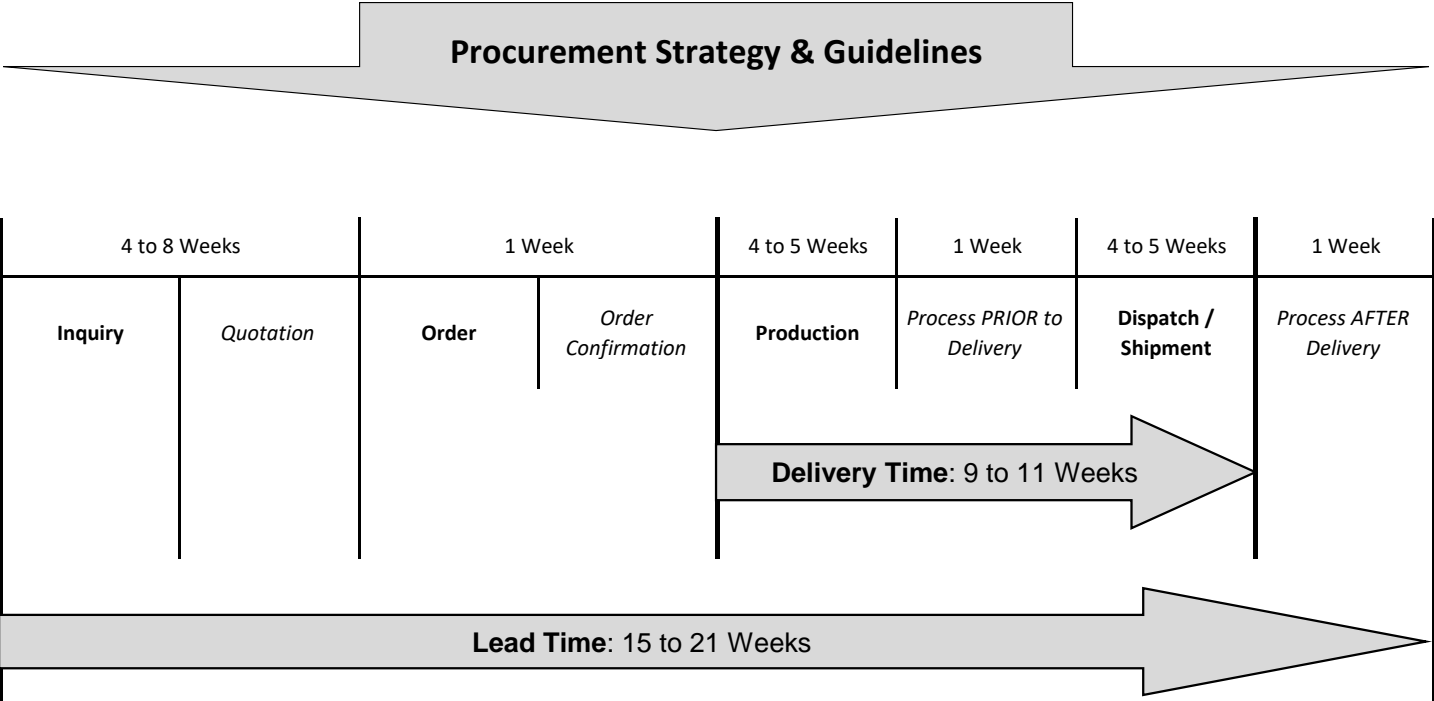 Procurement Strategy & Guidelines
4 to 8 Weeks
1 Week
4 to 5 Weeks
1 Week
4 to 5 Weeks
1 Week
Inquiry
Quotation
Order
Order
Confirmation
Production
Process PRIOR to
Delivery
Dispatch /
Shipment
Process AFTER
Delivery
Delivery Time: 9 to 11 Weeks
Lead Time: 15 to 21 Weeks